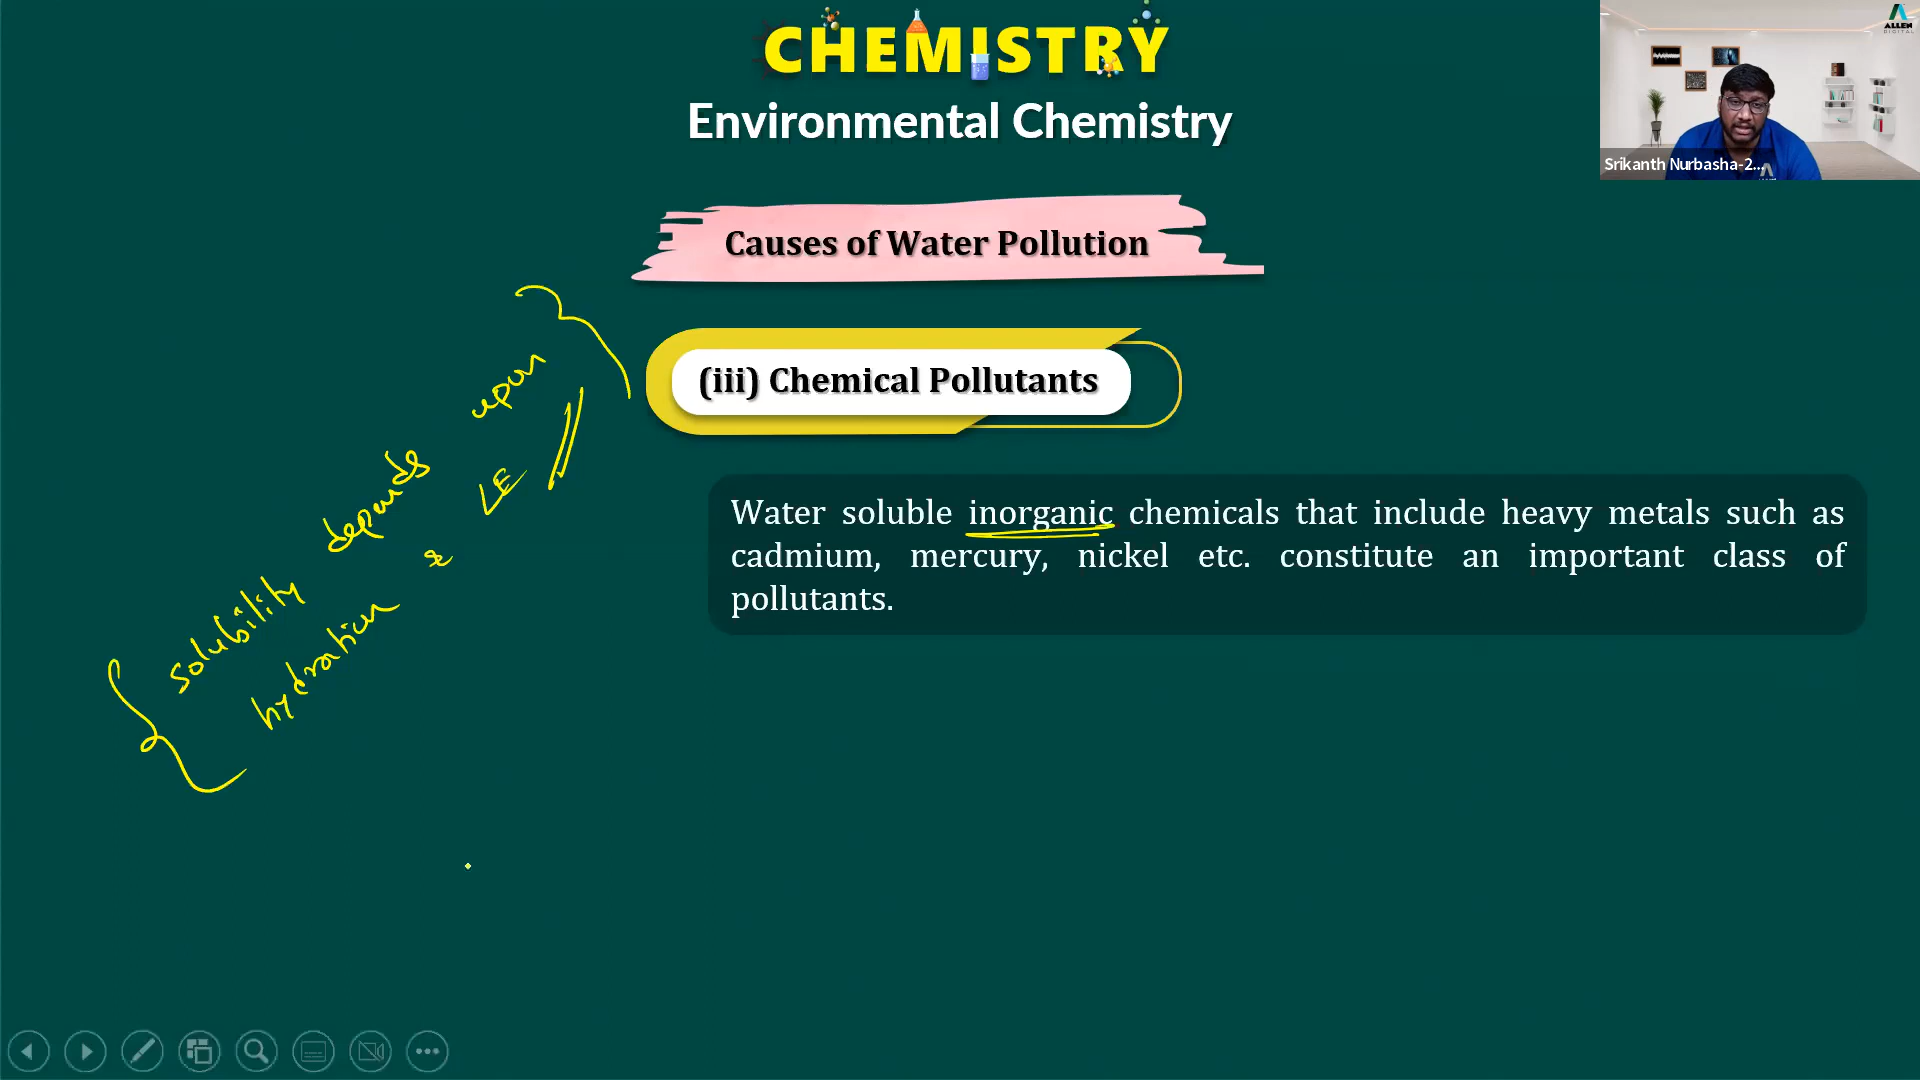 CHEMISTRY
Environmental Chemistry
ALLEN
DIGITAL
Srikanth Nurbasha-2...
Causes of Water Pollution
(iii) Chemical Pollutants
Water soluble inorganic chemicals that include heavy metals such as
cadmium, mercury, nickel etc. constitute an important class of
pollutants.
solubility depends upon
hydration & LE